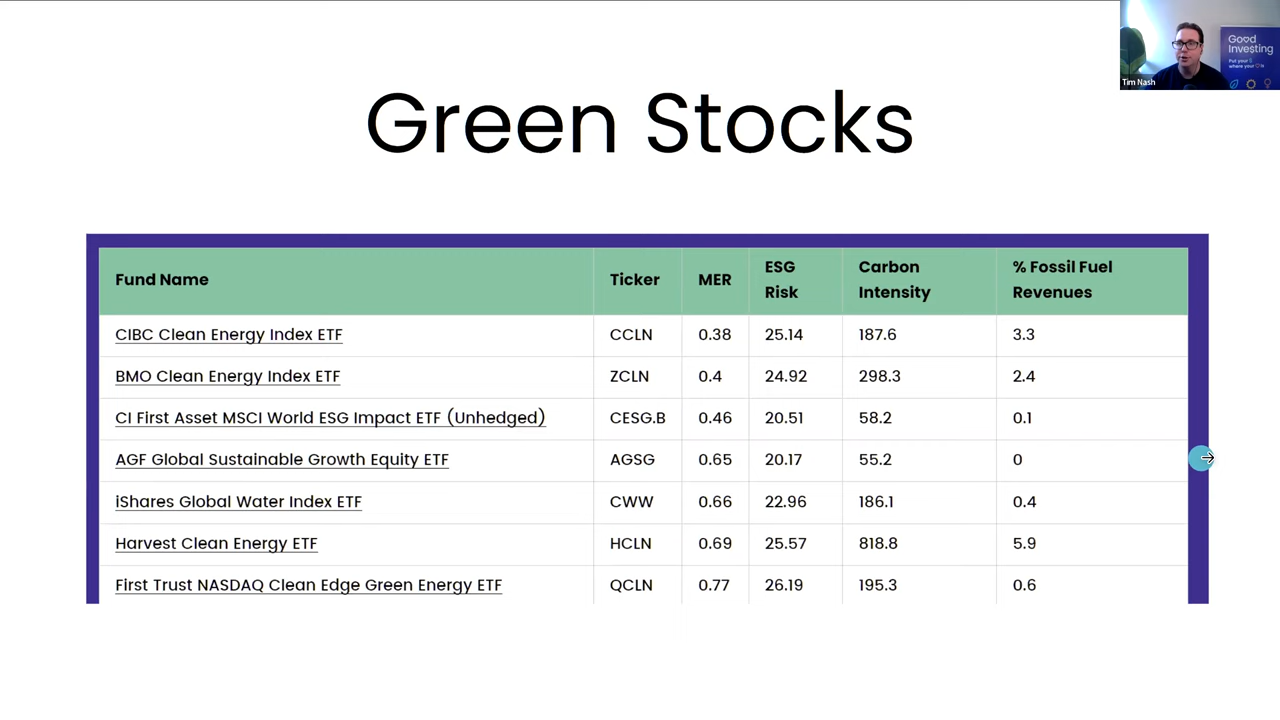 Good
Investing
Put your $
Tim Nash
Green Stocks
Fund Name Ticker MER ESG Risk Carbon Intensity % Fossil Fuel Revenues
CIBC Clean Energy Index ETF CCLN 0.38 25.14 187.6 3.3
BMO Clean Energy Index ETF ZCLN 0.4 24.92 298.3 2.4
CI First Asset MSCI World ESG Impact ETF (Unhedged) CESG.B 0.46 20.51 58.2 0.1
AGF Global Sustainable Growth Equity ETF AGSG 0.65 20.17 55.2 0
iShares Global Water Index ETF CWW 0.66 22.96 186.1 0.4
Harvest Clean Energy ETF HCLN 0.69 25.57 818.8 5.9
First Trust NASDAQ Clean Edge Green Energy ETF QCLN 0.77 26.19 195.3 0.6